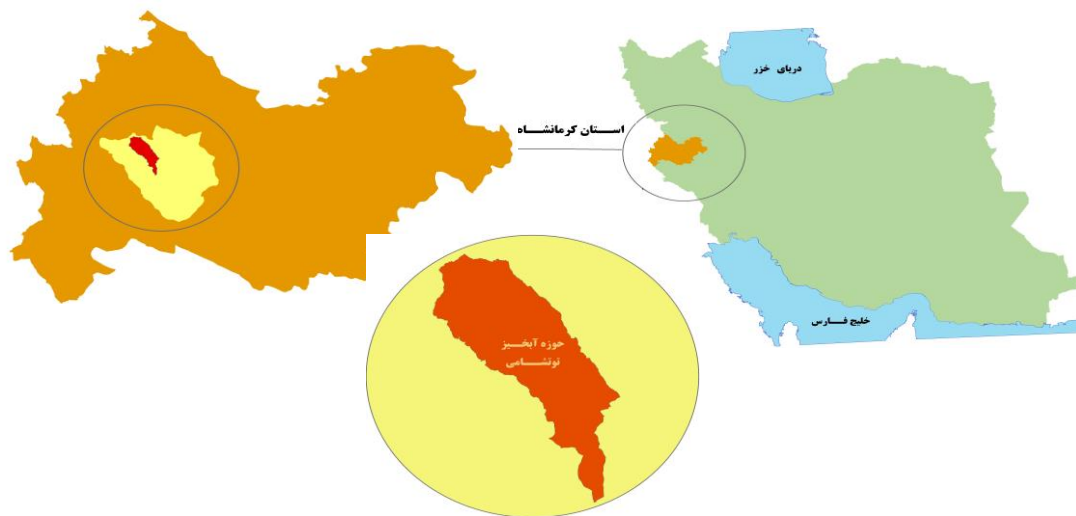 دریای خزر
استان کرمانشاه
خلیج فارس
حوزه آبخیز
توتشامی